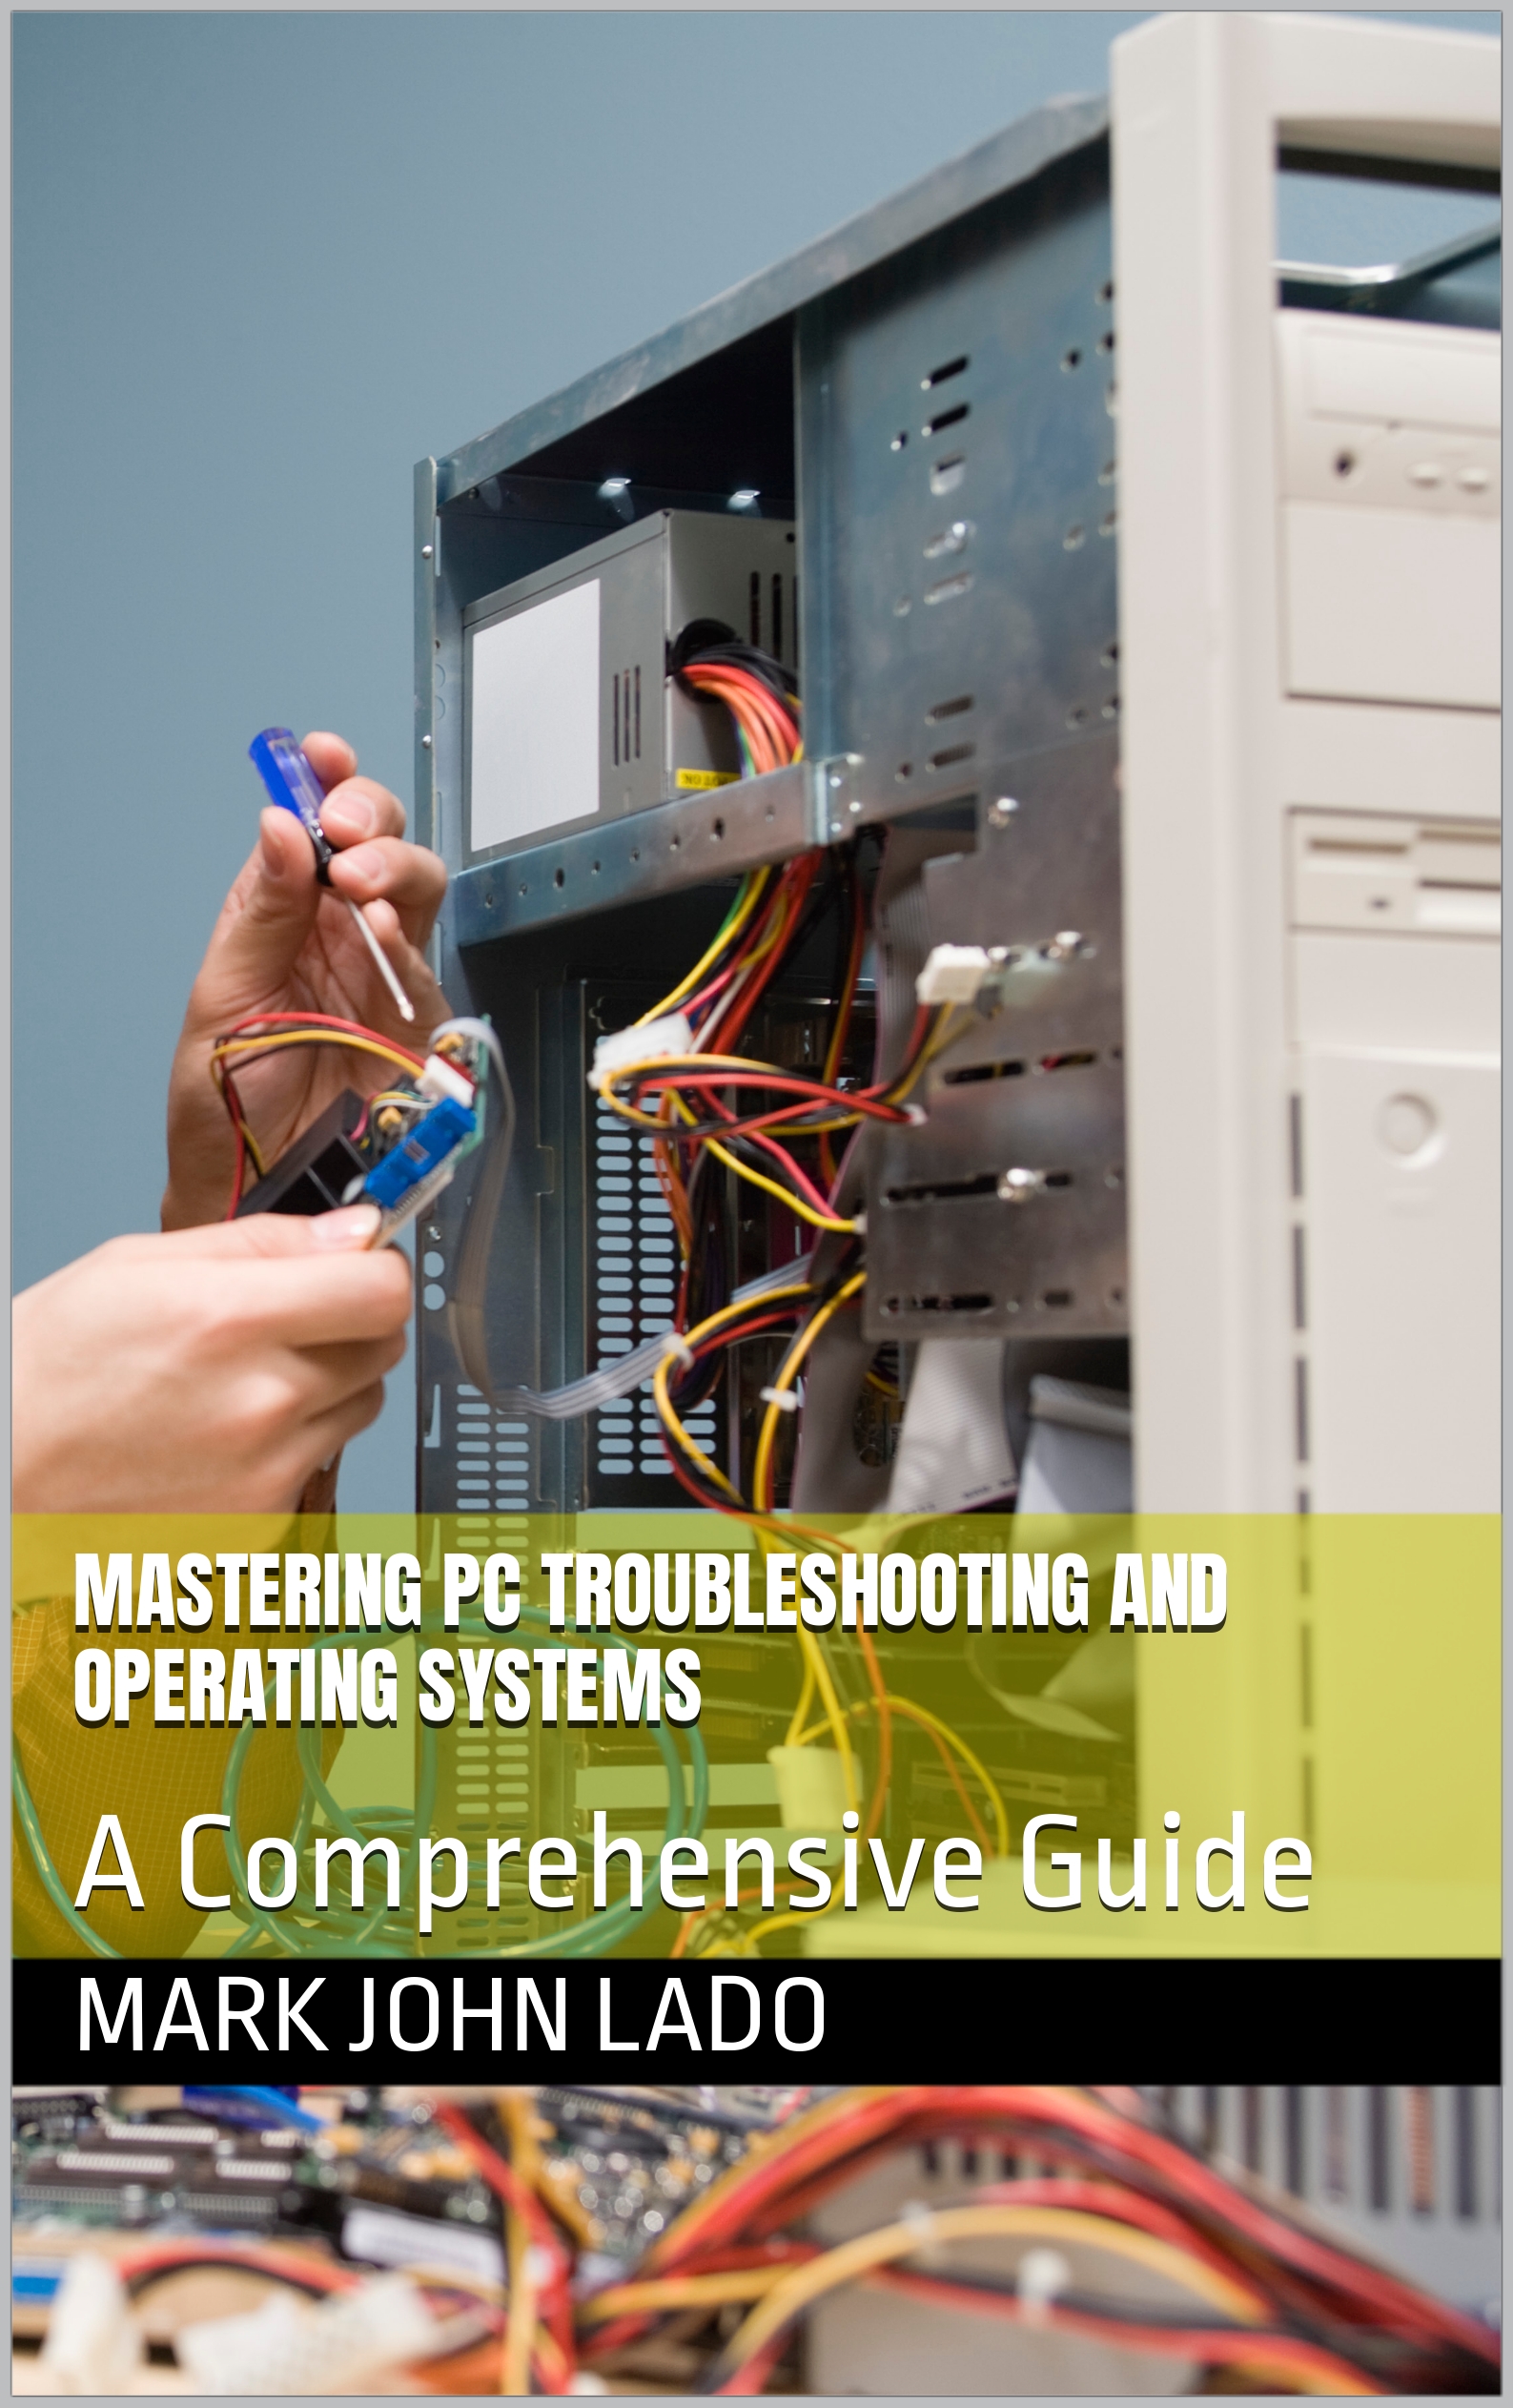 MASTERING PC TROUBLESHOOTING AND
OPERATING SYSTEMS
A Comprehensive Guide
MARK JOHN LADO